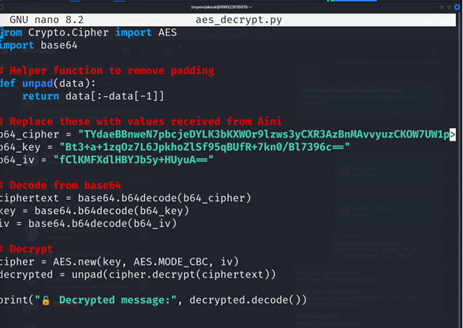 GNU nano 8.2 aes_decrypt.py
from Crypto.Cipher import AES
import base64
# Helper function to remove padding
def unpad(data):
return data[:-data[-1]]
# Replace these with values received from Aini
b64_cipher = "TYdaeBBnweN7pbcjeDYLK3bKXWOr9lzws3yCXR3AzBnMAvvyuzCKOW7UW1p>
b64_key = "Bt3+a+1zqOz7L6JpkhoZlSf95qBUfR+7kn0/Bl7396c=="
b64_iv = "fClKMFXdlHBYJb5y+HUyuA=="
# Decode from base64
ciphertext = base64.b64decode(b64_cipher)
key = base64.b64decode(b64_key)
iv = base64.b64decode(b64_iv)
# Decrypt
cipher = AES.new(key, AES.MODE_CBC, iv)
decrypted = unpad(cipher.decrypt(ciphertext))
print("🔓 Decrypted message:", decrypted.decode())